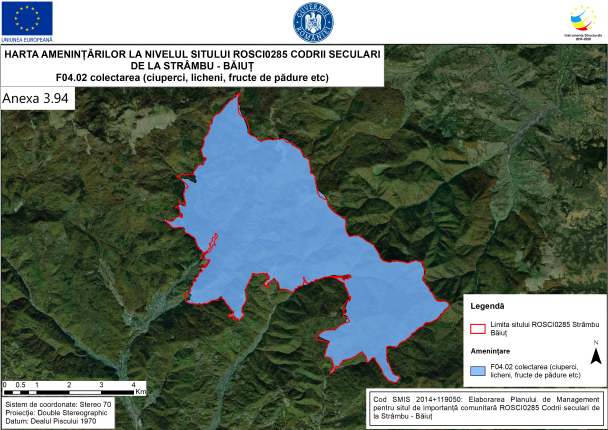 UNIUNEA EUROPEANĂ
GUVERNUL ROMÂNIEI
Instrumente Structurale
2014-2020
HARTA AMENINȚĂRILOR LA NIVELUL SITULUI ROSCI0285 CODRII SECULARI
DE LA STRÂMBU - BĂIUȚ
F04.02 colectarea (ciuperci, licheni, fructe de pădure etc)
Anexa 3.94
Legendă
Limita sitului ROSCI0285 Strâmbu
Băiuț
Amenințare
F04.02 colectarea (ciuperci,
licheni, fructe de pădure etc)
N
0 0.5 1 2 3 4
Km
Sistem de coordonate: Stereo 70
Proiecție: Double Stereographic
Datum: Dealul Piscului 1970
Cod SMIS 2014+119050: Elaborarea Planului de Management
pentru situl de importanță comunitară ROSCI0285 Codrii seculari de
la Strâmbu - Băiuț